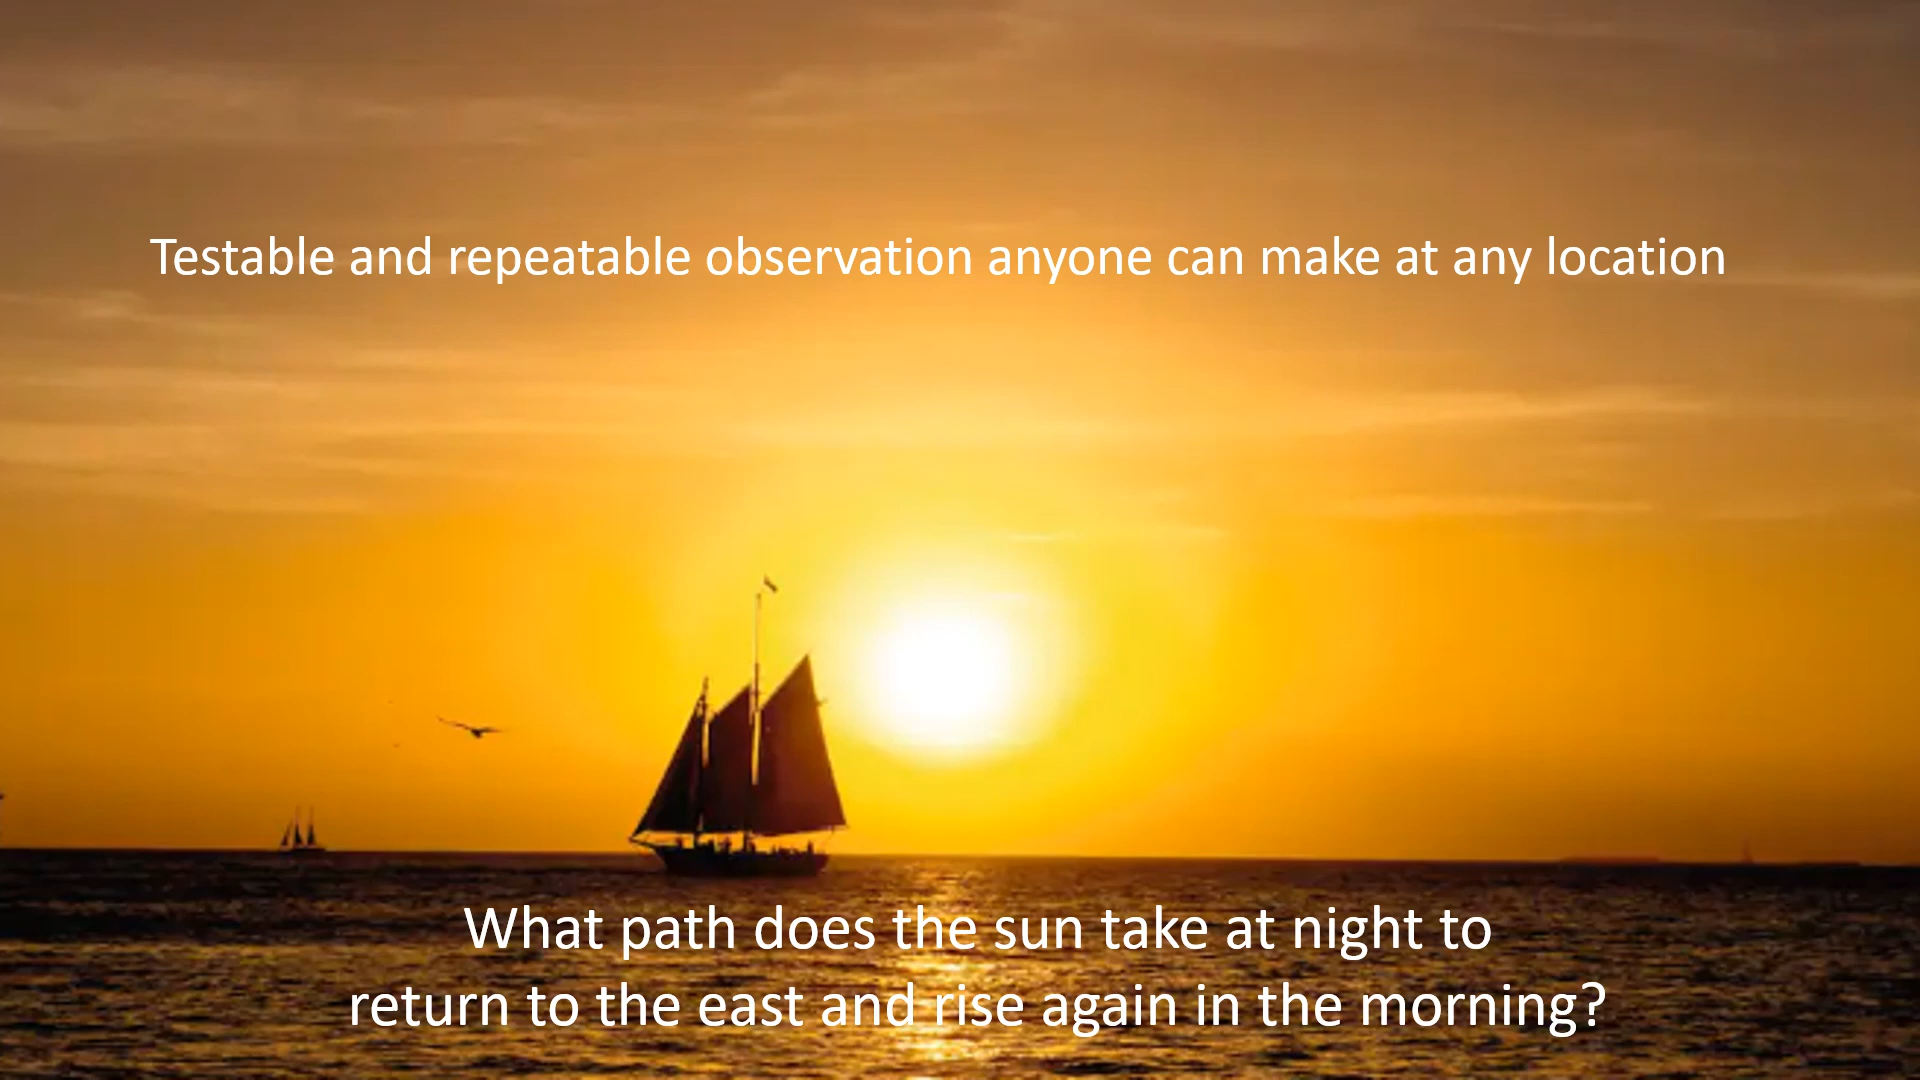 Testable and repeatable observation anyone can make at any location
What path does the sun take at night to
return to the east and rise again in the morning?